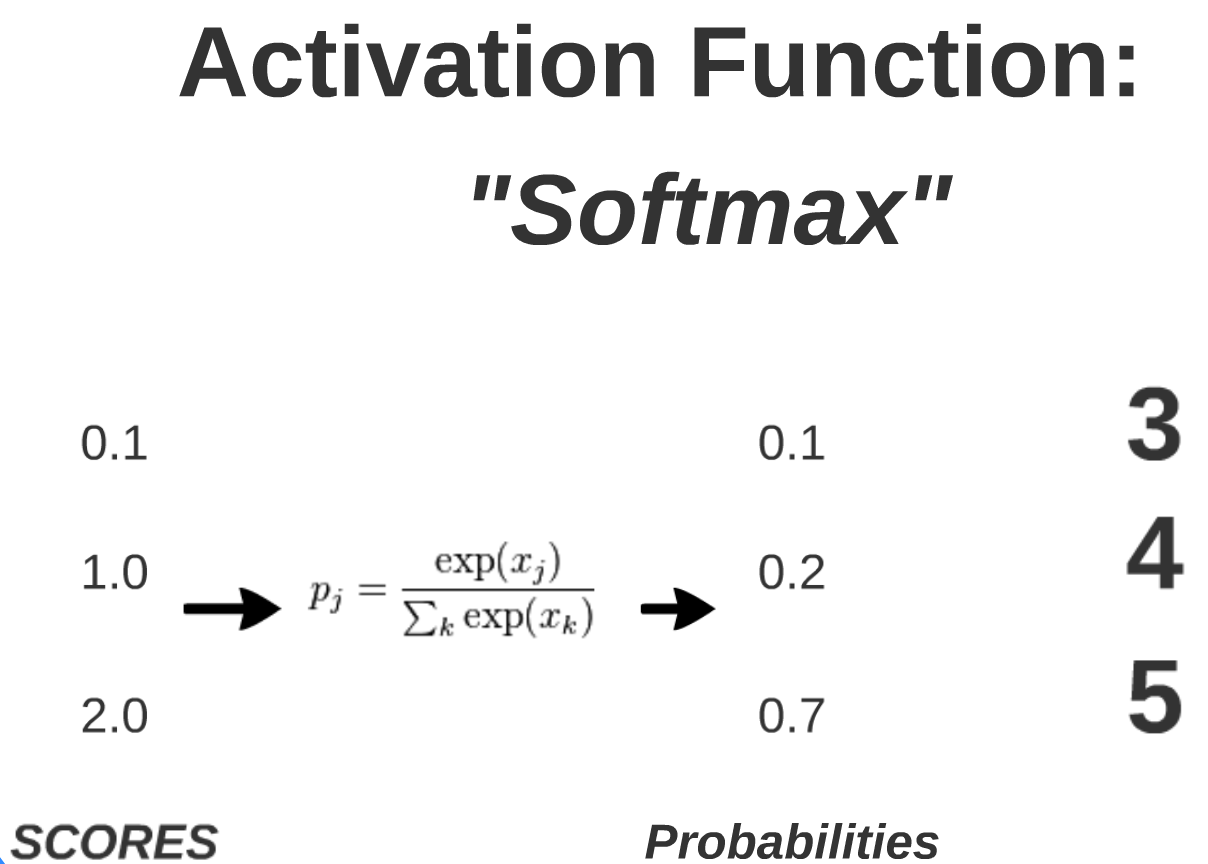 Activation Function:
"Softmax"
0.1 0.1 3
1.0 0.2 4
p_j = exp(x_j) / ∑_k exp(x_k)
2.0 0.7 5
SCORES Probabilities